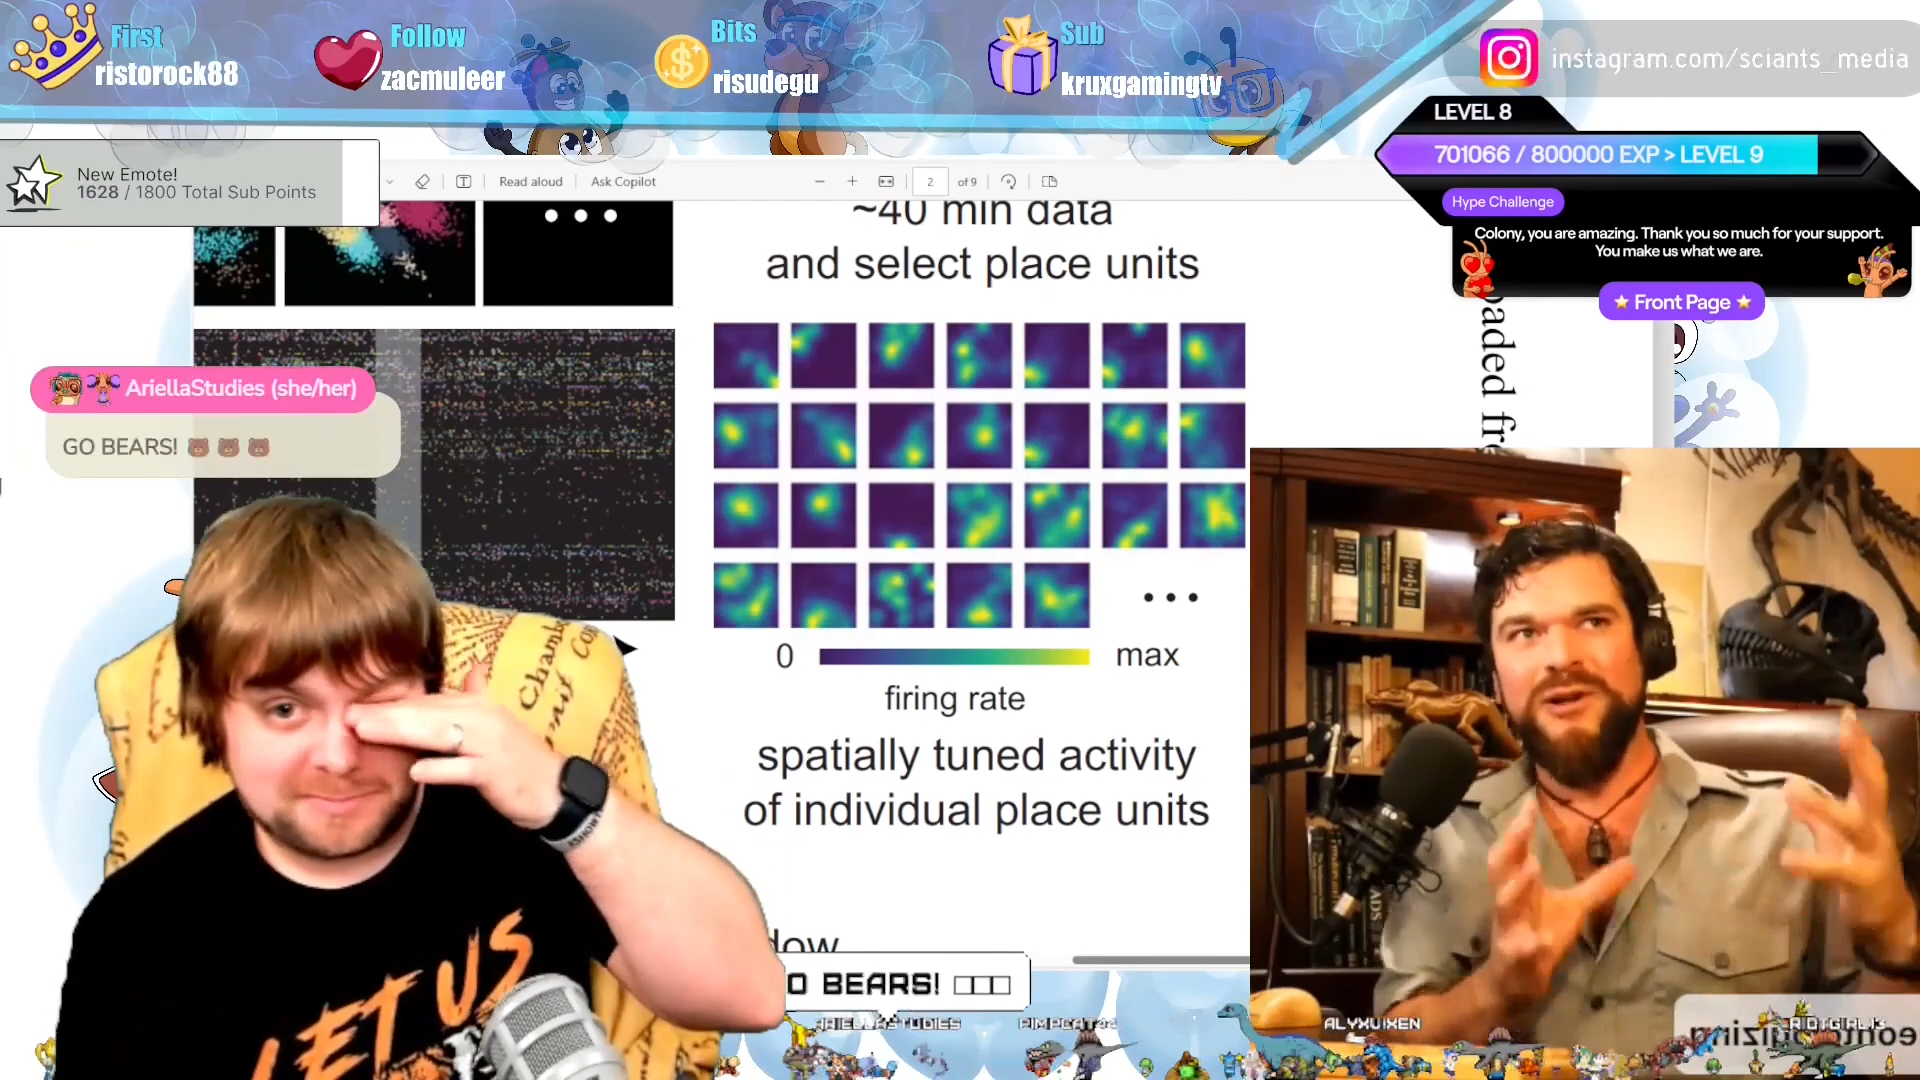 First
ristorock88
Follow
zacmuleer
Bits
risudegu
Sub
kruxgamingtv
instagram.com/sciants_media
LEVEL 8
701066 / 800000 EXP > LEVEL 9
Hype Challenge
Colony, you are amazing. Thank you so much for your support.
You make us what we are.
Front Page
New Emote!
1628 / 1800 Total Sub Points
Read aloud
Ask Copilot
2
of 9
~40 min data
and select place units
AriellaStudies (she/her)
GO BEARS! 🐻 🐻 🐻
0
max
firing rate
spatially tuned activity
of individual place units
O BEARS! □□□
ARIELLASTUDIES
ALYXUIXEN
LET US